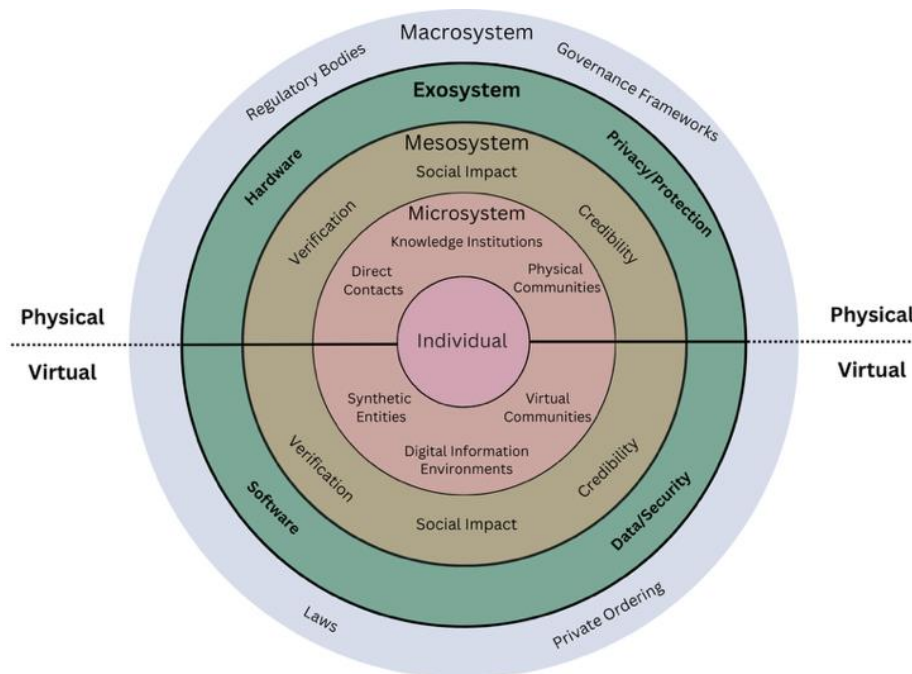 Macrosystem
Regulatory Bodies
Governance Frameworks
Exosystem
Hardware
Privacy/Protection
Mesosystem
Social Impact
Verification
Credibility
Microsystem
Knowledge Institutions
Direct
Contacts
Physical
Communities
Physical
Physical
Individual
Virtual
Virtual
Synthetic
Entities
Virtual
Communities
Digital Information
Environments
Verification
Credibility
Social Impact
Software
Data/Security
Laws
Private Ordering